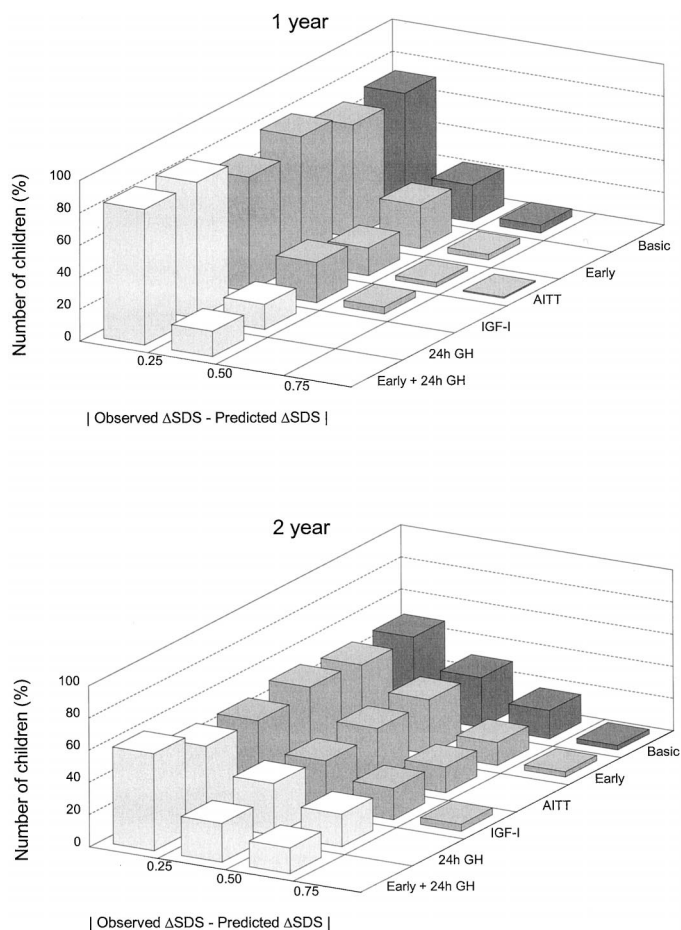 1 year
Number of children (%)
100
80
60
40
20
0
0.25
0.50
0.75
Basic
Early
AITT
IGF-I
24h GH
Early + 24h GH
| Observed ΔSDS - Predicted ΔSDS |
2 year
Number of children (%)
100
80
60
40
20
0
0.25
0.50
0.75
Basic
Early
AITT
IGF-I
24h GH
Early + 24h GH
| Observed ΔSDS - Predicted ΔSDS |